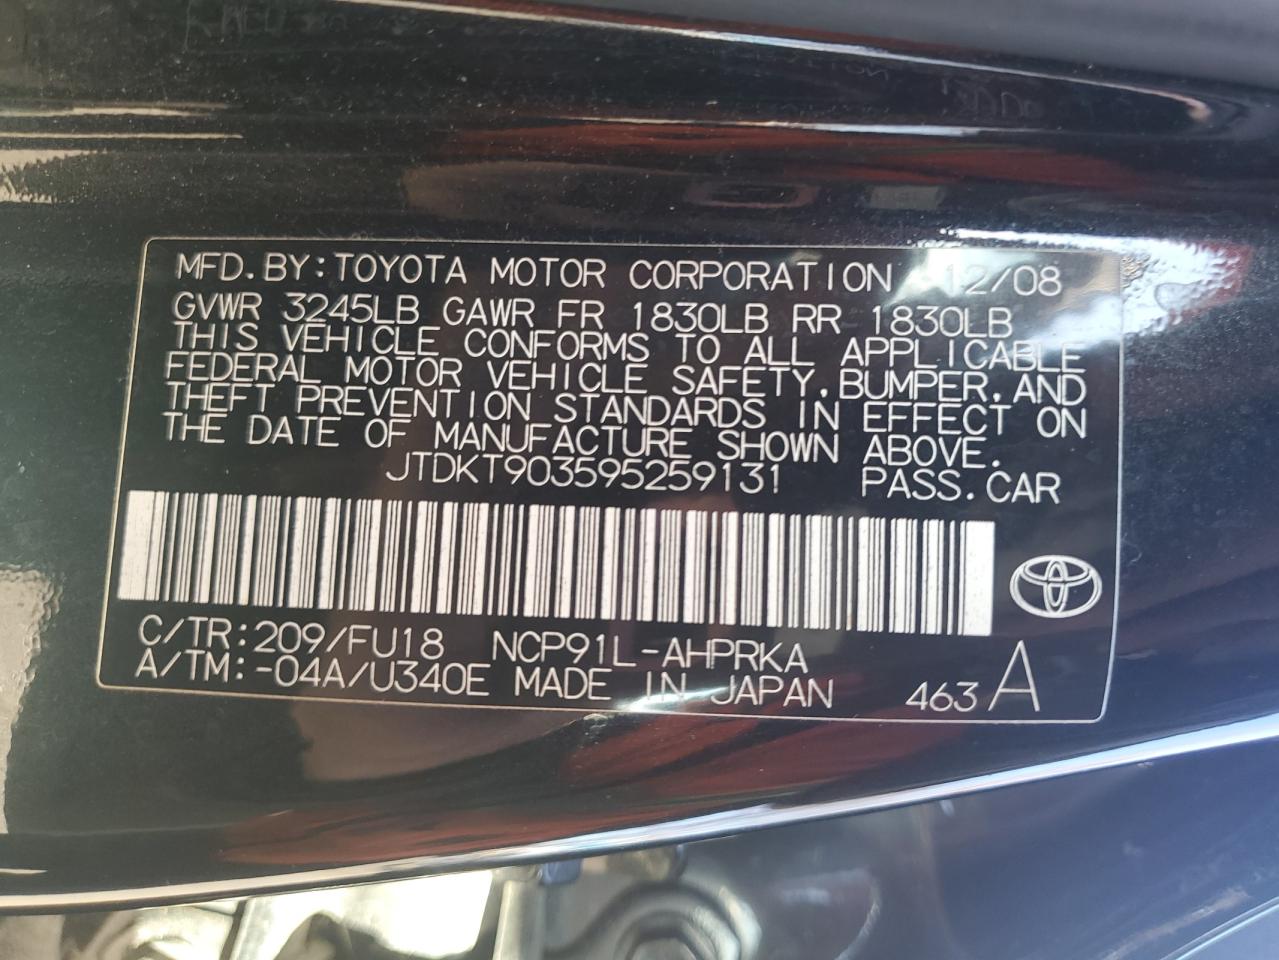 MFD.BY:TOYOTA MOTOR CORPORATION 12/08
GVWR 3245LB GAWR FR 1830LB RR 1830LB
THIS VEHICLE CONFORMS TO ALL APPLICABLE
FEDERAL MOTOR VEHICLE SAFETY,BUMPER,AND
THEFT PREVENTION STANDARDS IN EFFECT ON
THE DATE OF MANUFACTURE SHOWN ABOVE.
JTDKT903595259131 PASS.CAR
C/TR:209/FU18 NCP91L-AHPRKA
A/TM:-04A/U340E MADE IN JAPAN 463 A